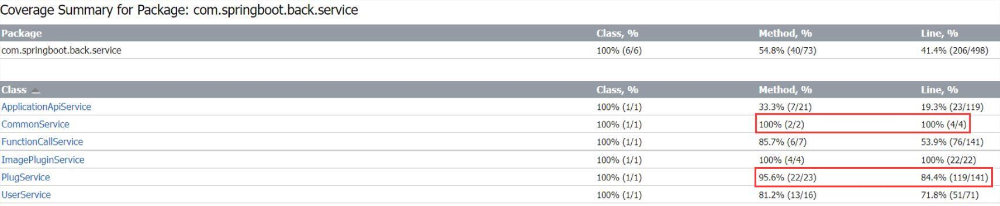 Coverage Summary for Package: com.springboot.back.service
Package Class, % Method, % Line, %
com.springboot.back.service 100% (6/6) 54.8% (40/73) 41.4% (206/498)
Class Class, % Method, % Line, %
ApplicationApiService 100% (1/1) 33.3% (7/21) 19.3% (23/119)
CommonService 100% (1/1) 100% (2/2) 100% (4/4)
FunctionCallService 100% (1/1) 85.7% (6/7) 53.9% (76/141)
ImagePluginService 100% (1/1) 100% (4/4) 100% (22/22)
PlugService 100% (1/1) 95.6% (22/23) 84.4% (119/141)
UserService 100% (1/1) 81.2% (13/16) 71.8% (51/71)